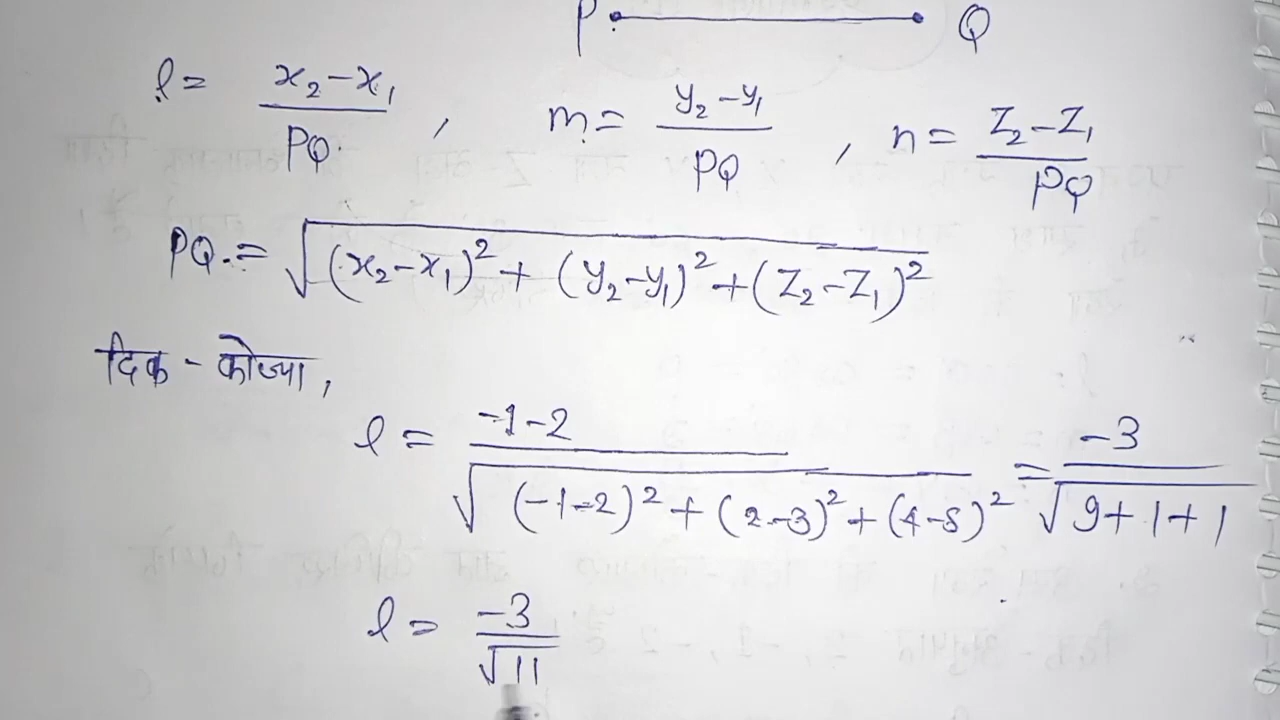 P Q
l = x₂-x₁/PQ, m = y₂-y₁/PQ, n = Z₂-Z₁/PQ
PQ. = √(x₂-x₁)²+(y₂-y₁)²+(Z₂-Z₁)²
दिक - कोज्या,
l = -1-2/√(-1-2)²+(2-3)²+(4-5)² = -3/√9+1+1
l = -3/√11